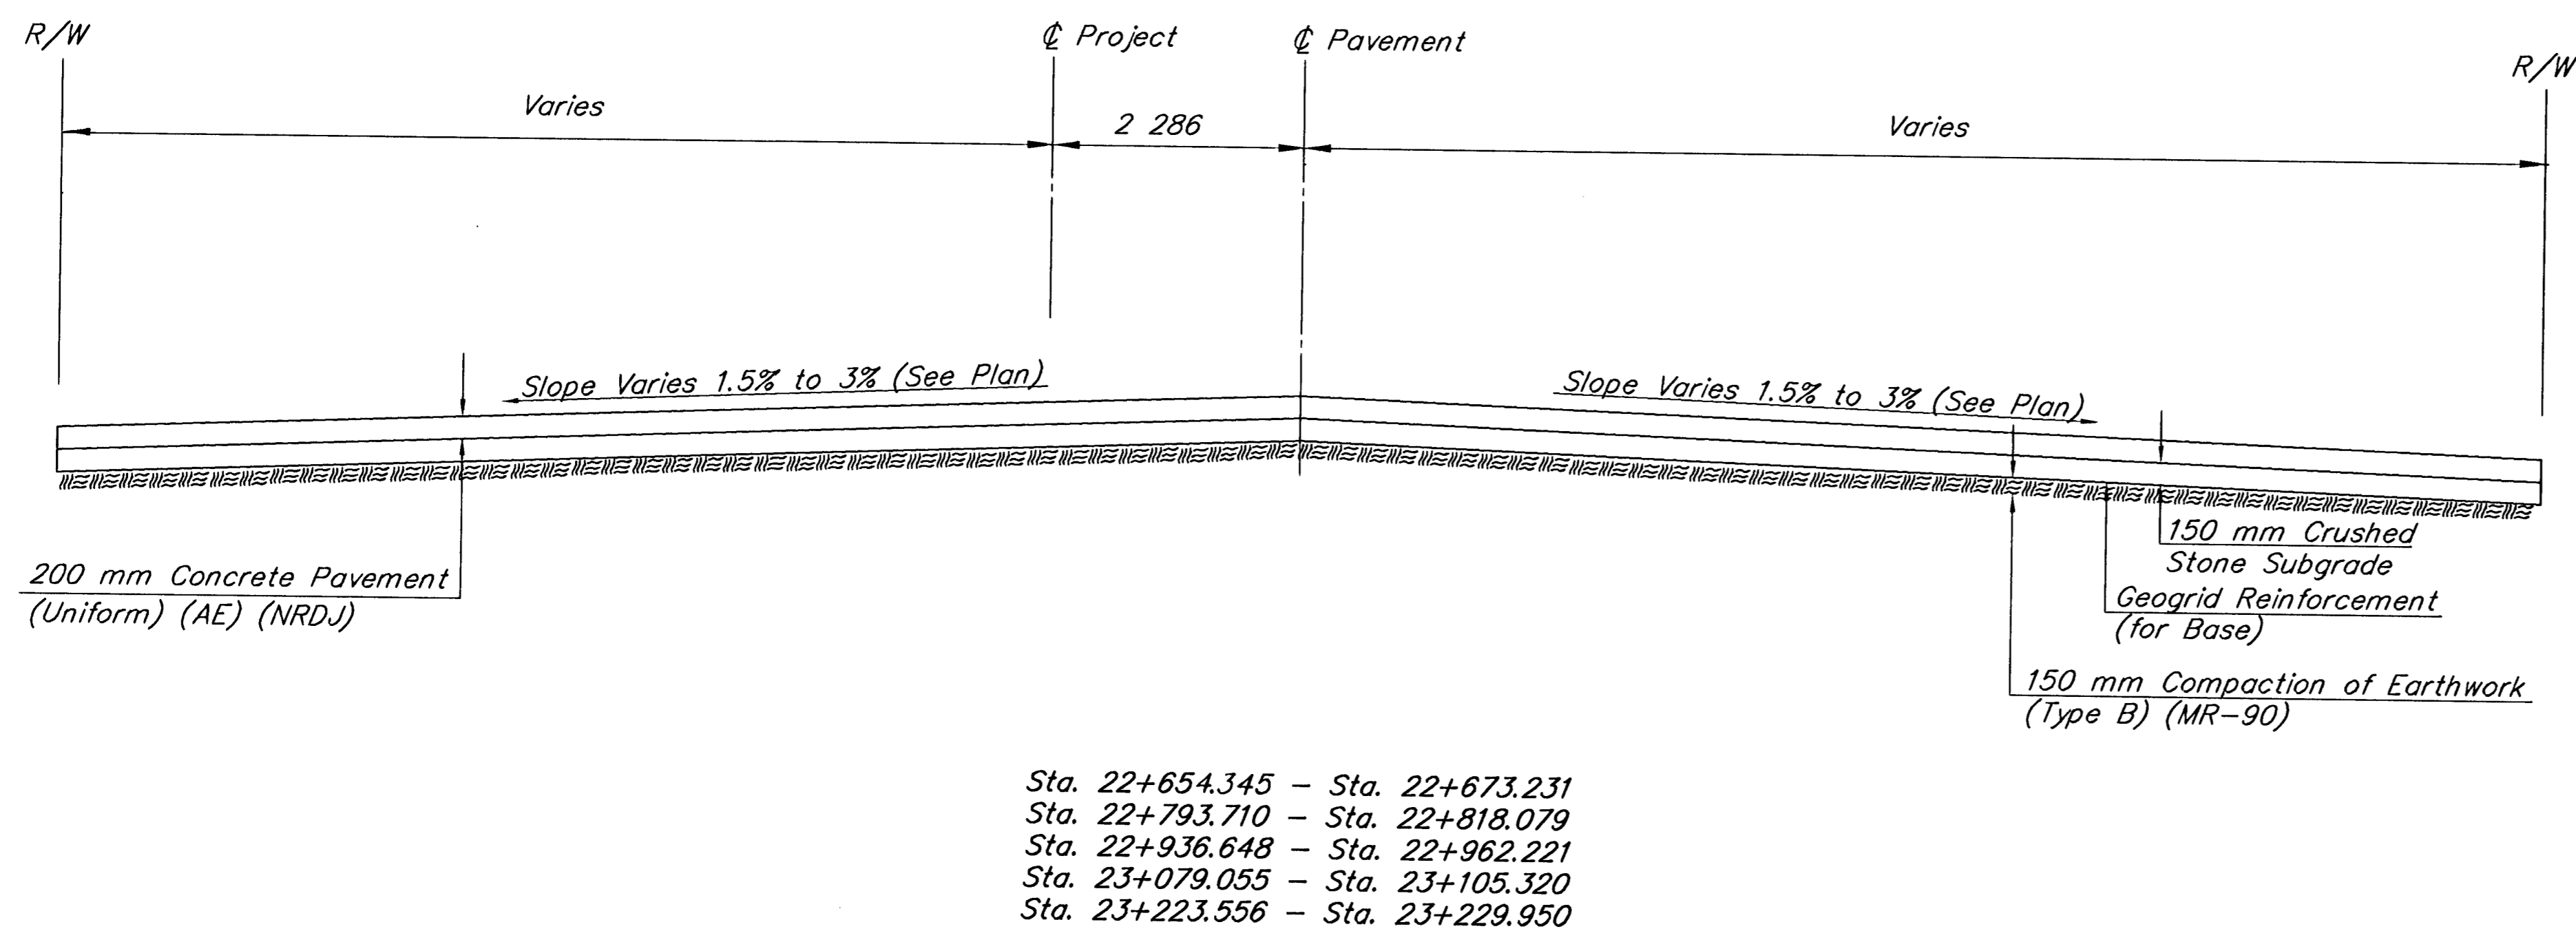 R/W
℄ Project
℄ Pavement
R/W
Varies
2 286
Varies
Slope Varies 1.5% to 3% (See Plan)
Slope Varies 1.5% to 3% (See Plan)
200 mm Concrete Pavement
(Uniform) (AE) (NRDJ)
150 mm Crushed
Stone Subgrade
Geogrid Reinforcement
(for Base)
150 mm Compaction of Earthwork
(Type B) (MR-90)
Sta. 22+654.345 - Sta. 22+673.231
Sta. 22+793.710 - Sta. 22+818.079
Sta. 22+936.648 - Sta. 22+962.221
Sta. 23+079.055 - Sta. 23+105.320
Sta. 23+223.556 - Sta. 23+229.950